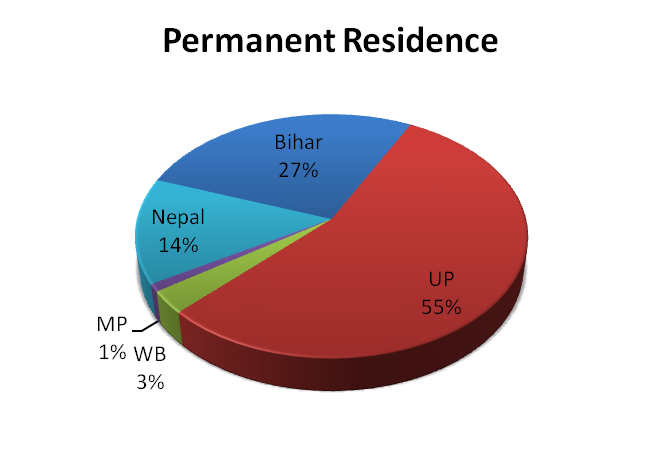 Permanent Residence
Bihar
27%
Nepal
14%
UP
55%
MP
1%
WB
3%